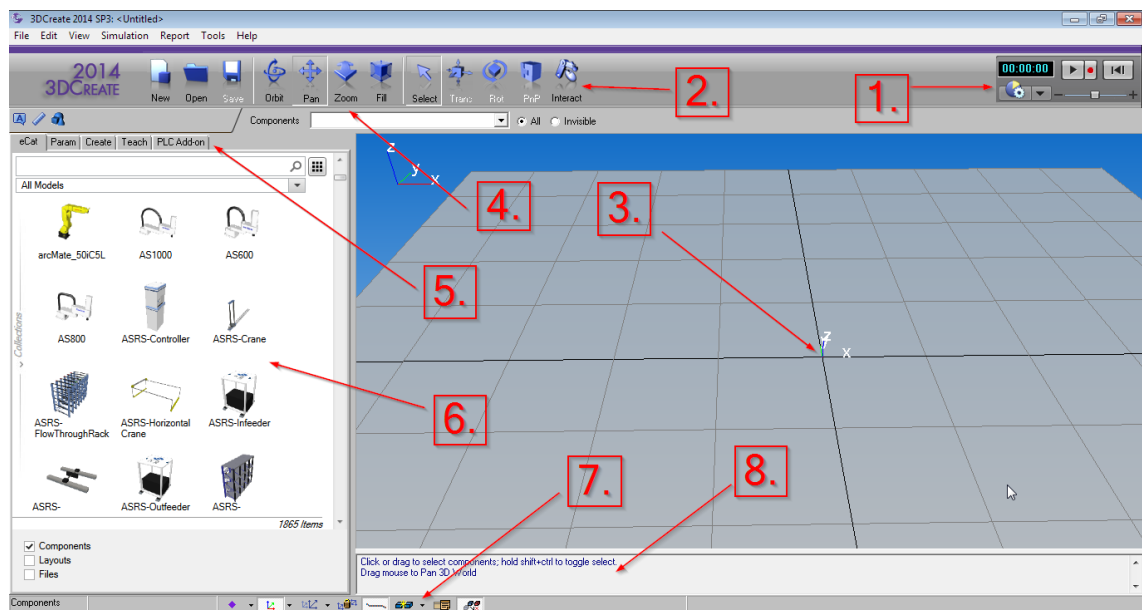 3DCreate 2014 SP3: <Untitled>
File Edit View Simulation Report Tools Help
2014
3DCREATE
New Open Save Orbit Pan Zoom Fill Select Trans Rot PnP Interact
00:00:00
1.
2.
Components All Invisible
eCat Param Create Teach PLC Add-on
All Models
z
y
x
4.
3.
arcMate_50iC5L AS1000 AS600
5.
AS800 ASRS-Controller ASRS-Crane
Collections
z
x
6.
ASRS-
FlowThroughRack
ASRS-Horizontal
Crane
ASRS-Infeeder
7.
8.
ASRS- ASRS-Outfeeder ASRS-
1865 Items
Components
Layouts
Files
Click or drag to select components; hold shift+ctrl to toggle select.
Drag mouse to Pan 3D World
Components